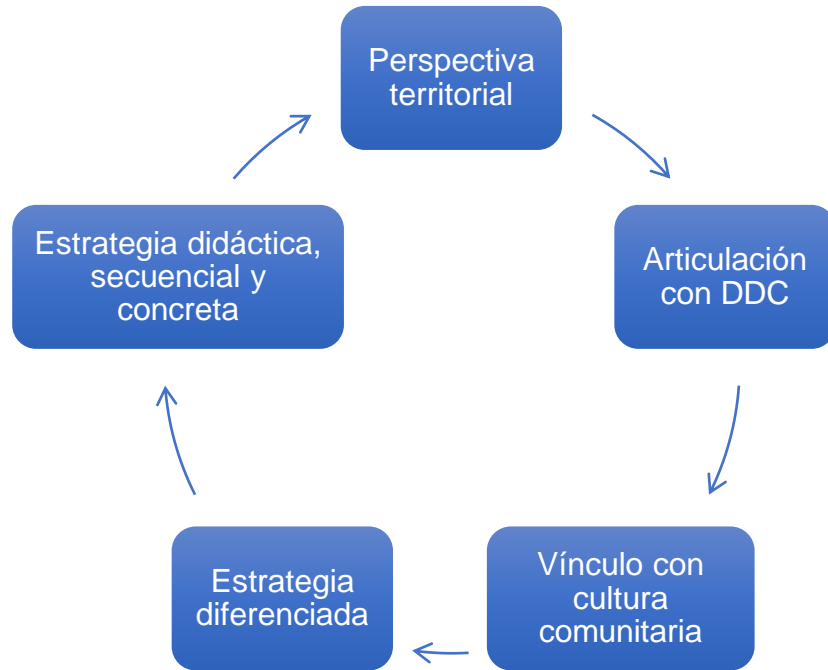 Perspectiva
territorial
Articulación
con DDC
Vínculo con
cultura
comunitaria
Estrategia
diferenciada
Estrategia didáctica,
secuencial y
concreta